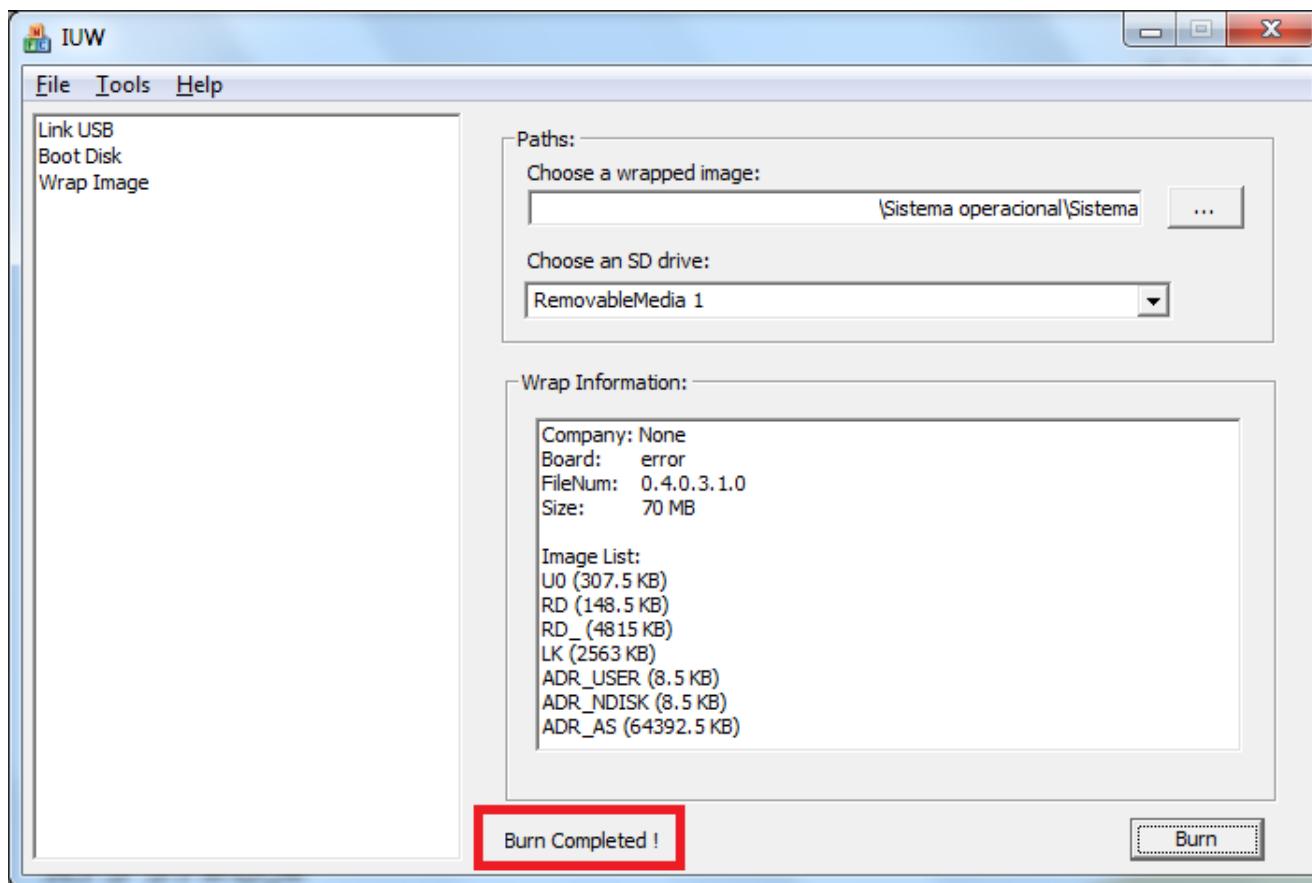 IUW
File Tools Help
Link USB
Boot Disk
Wrap Image
Paths:
Choose a wrapped image:
\Sistema operacional\Sistema
...
Choose an SD drive:
RemovableMedia 1
Wrap Information:
Company: None
Board: error
FileNum: 0.4.0.3.1.0
Size: 70 MB
Image List:
U0 (307.5 KB)
RD (148.5 KB)
RD_ (4815 KB)
LK (2563 KB)
ADR_USER (8.5 KB)
ADR_NDISK (8.5 KB)
ADR_AS (64392.5 KB)
Burn Completed !
Burn